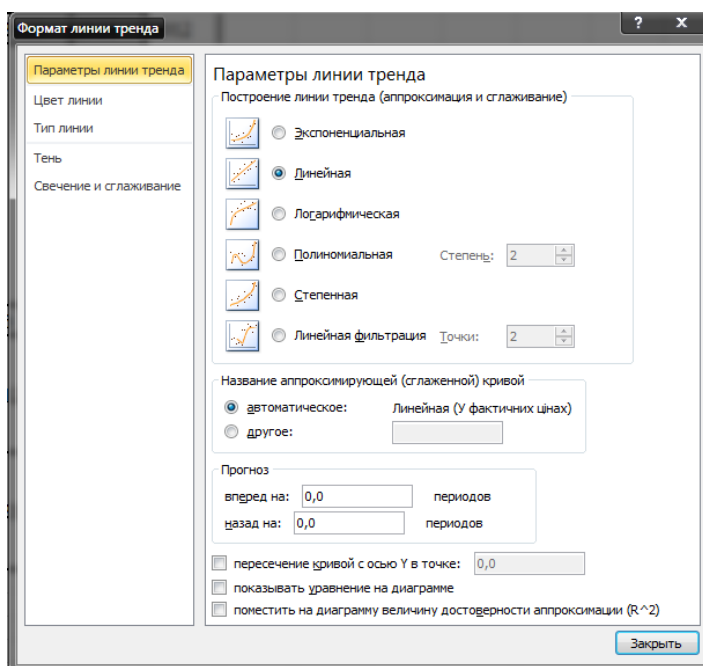 Формат линии тренда
Параметры линии тренда
Цвет линии
Тип линии
Тень
Свечение и сглаживание
Параметры линии тренда
Построение линии тренда (аппроксимация и сглаживание)
Экспоненциальная
Линейная
Логарифмическая
Полиномиальная Степень: 2
Степенная
Линейная фильтрация Точки: 2
Название аппроксимирующей (сглаженной) кривой
автоматическое: Линейная (У фактичних цінах)
другое:
Прогноз
вперед на: 0,0 периодов
назад на: 0,0 периодов
пересечение кривой с осью Y в точке: 0,0
показывать уравнение на диаграмме
поместить на диаграмму величину достоверности аппроксимации (R^2)
Закрыть